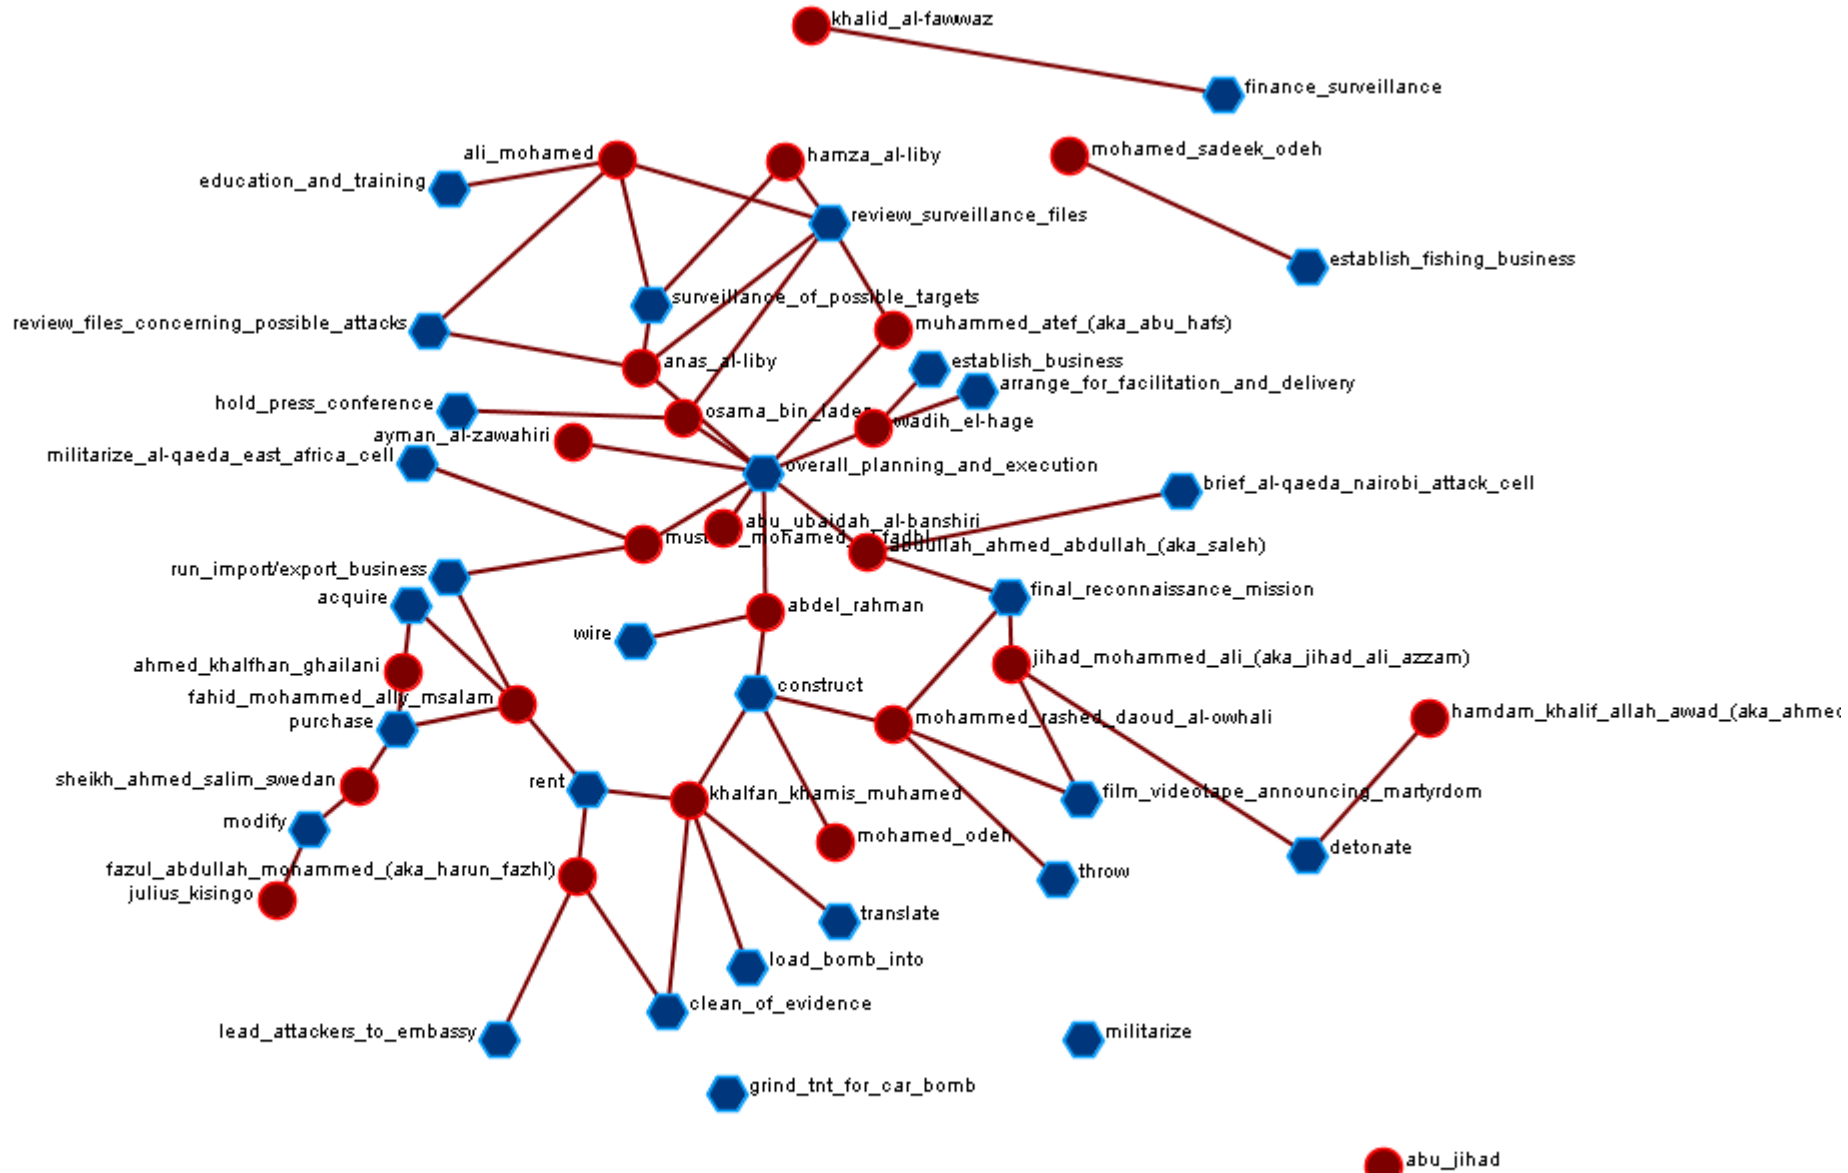 khalid_al-fawwaz
finance_surveillance
ali_mohamed
hamza_al-liby
mohamed_sadeek_odeh
education_and_training
review_surveillance_files
establish_fishing_business
surveillance_of_possible_targets
review_files_concerning_possible_attacks
muhammed_atef_(aka_abu_hafs)
anas_al-liby
establish_business
arrange_for_facilitation_and_delivery
hold_press_conference
osama_bin_laden
wadih_el-hage
ayman_al-zawahiri
militarize_al-qaeda_east_africa_cell
overall_planning_and_execution
brief_al-qaeda_nairobi_attack_cell
abu_ubaidah_al-banshiri
abdullah_ahmed_abdullah_(aka_saleh)
run_import/export_business
final_reconnaissance_mission
acquire
abdel_rahman
wire
ahmed_khalfhan_ghailani
jihad_mohammed_ali_(aka_jihad_ali_azzam)
fahid_mohammed_ally_msalam
construct
purchase
mohammed_rashed_daoud_al-owhali
hamdam_khalif_allah_awad_(aka_ahmed
sheikh_ahmed_salim_swedan
rent
khalfan_khamis_muhamed
film_videotape_announcing_martyrdom
modify
mohamed_odeh
detonate
fazul_abdullah_mohammed_(aka_harun_fazhl)
throw
julius_kisingo
translate
load_bomb_into
clean_of_evidence
lead_attackers_to_embassy
militarize
grind_tnt_for_car_bomb
abu_jihad